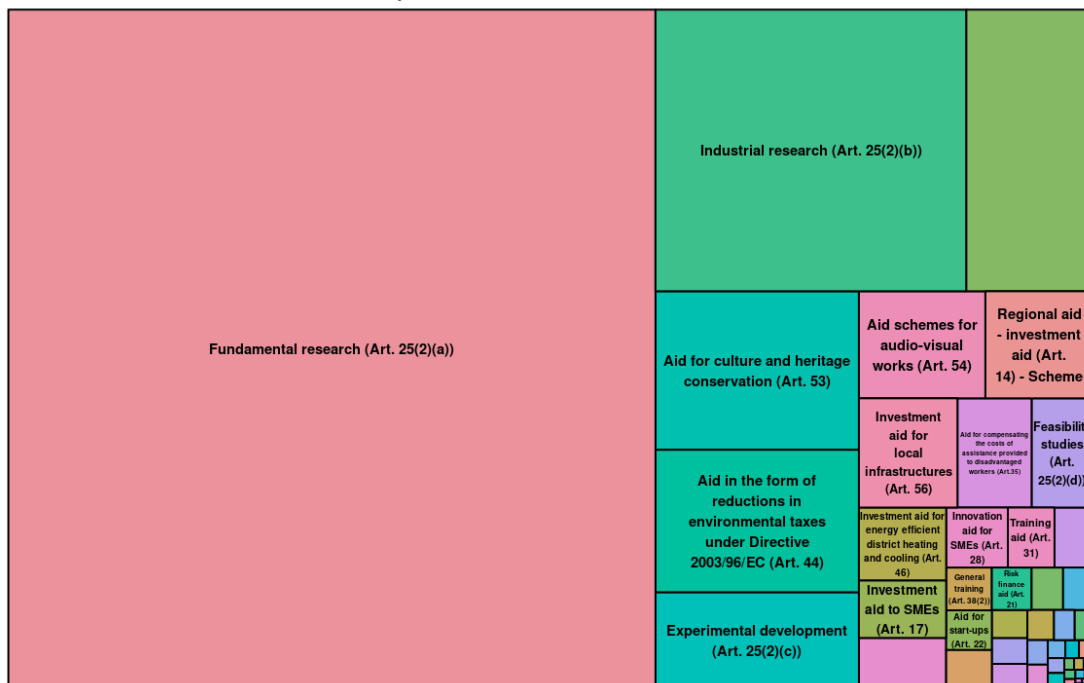 Fundamental research (Art. 25(2)(a))
Industrial research (Art. 25(2)(b))
Aid for culture and heritage
conservation (Art. 53)
Aid in the form of
reductions in
environmental taxes
under Directive
2003/96/EC (Art. 44)
Experimental development
(Art. 25(2)(c))
Aid schemes for
audio-visual
works (Art. 54)
Regional aid
- investment
aid (Art.
14) - Scheme
Investment
aid for
local
infrastructures
(Art. 56)
Aid for compensating
the costs of
assistance provided
to disadvantaged
workers (Art.35)
Feasibilit
studies
(Art.
25(2)(d))
Investment aid for
energy efficient
district heating
and cooling (Art.
46)
Innovation
aid for
SMEs (Art.
28)
Training
aid (Art.
31)
Investment
aid to SMEs
(Art. 17)
General
training
(Art. 38(2))
Risk
finance
aid (Art.
21)
Aid for
start-ups
(Art. 22)